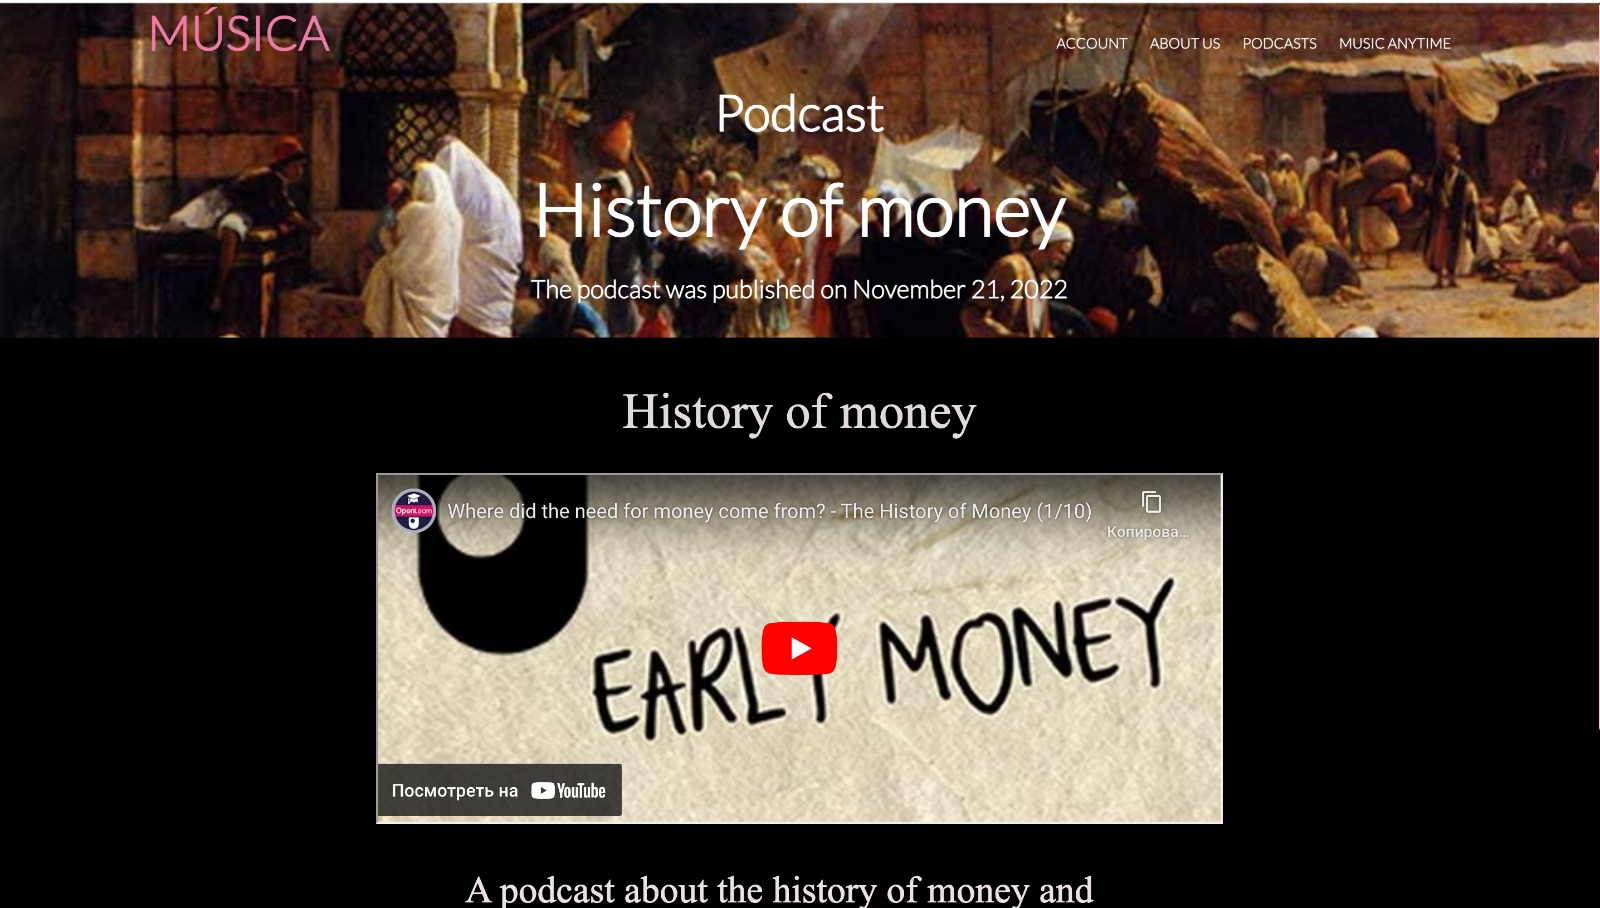 MÚSICA
ACCOUNT ABOUT US PODCASTS MUSIC ANYTIME
Podcast
History of money
The podcast was published on November 21, 2022
History of money
OpenLearn
Where did the need for money come from? - The History of Money (1/10)
Копирова...
EARLY MONEY
Посмотреть на YouTube
A podcast about the history of money and